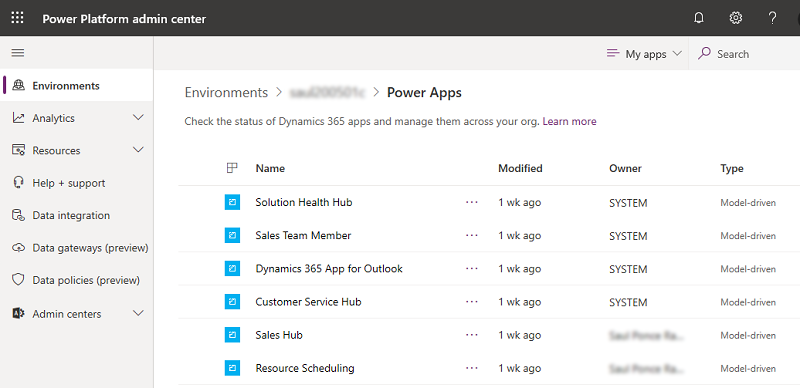 Power Platform admin center
My apps
Search
Environments
Analytics
Resources
Help + support
Data integration
Data gateways (preview)
Data policies (preview)
Admin centers
Environments > > Power Apps
Check the status of Dynamics 365 apps and manage them across your org. Learn more
Name Modified Owner Type
Solution Health Hub ··· 1 wk ago SYSTEM Model-driven
Sales Team Member ··· 1 wk ago SYSTEM Model-driven
Dynamics 365 App for Outlook ··· 1 wk ago SYSTEM Model-driven
Customer Service Hub ··· 1 wk ago SYSTEM Model-driven
Sales Hub ··· 1 wk ago Model-driven
Resource Scheduling ··· 1 wk ago Model-driven